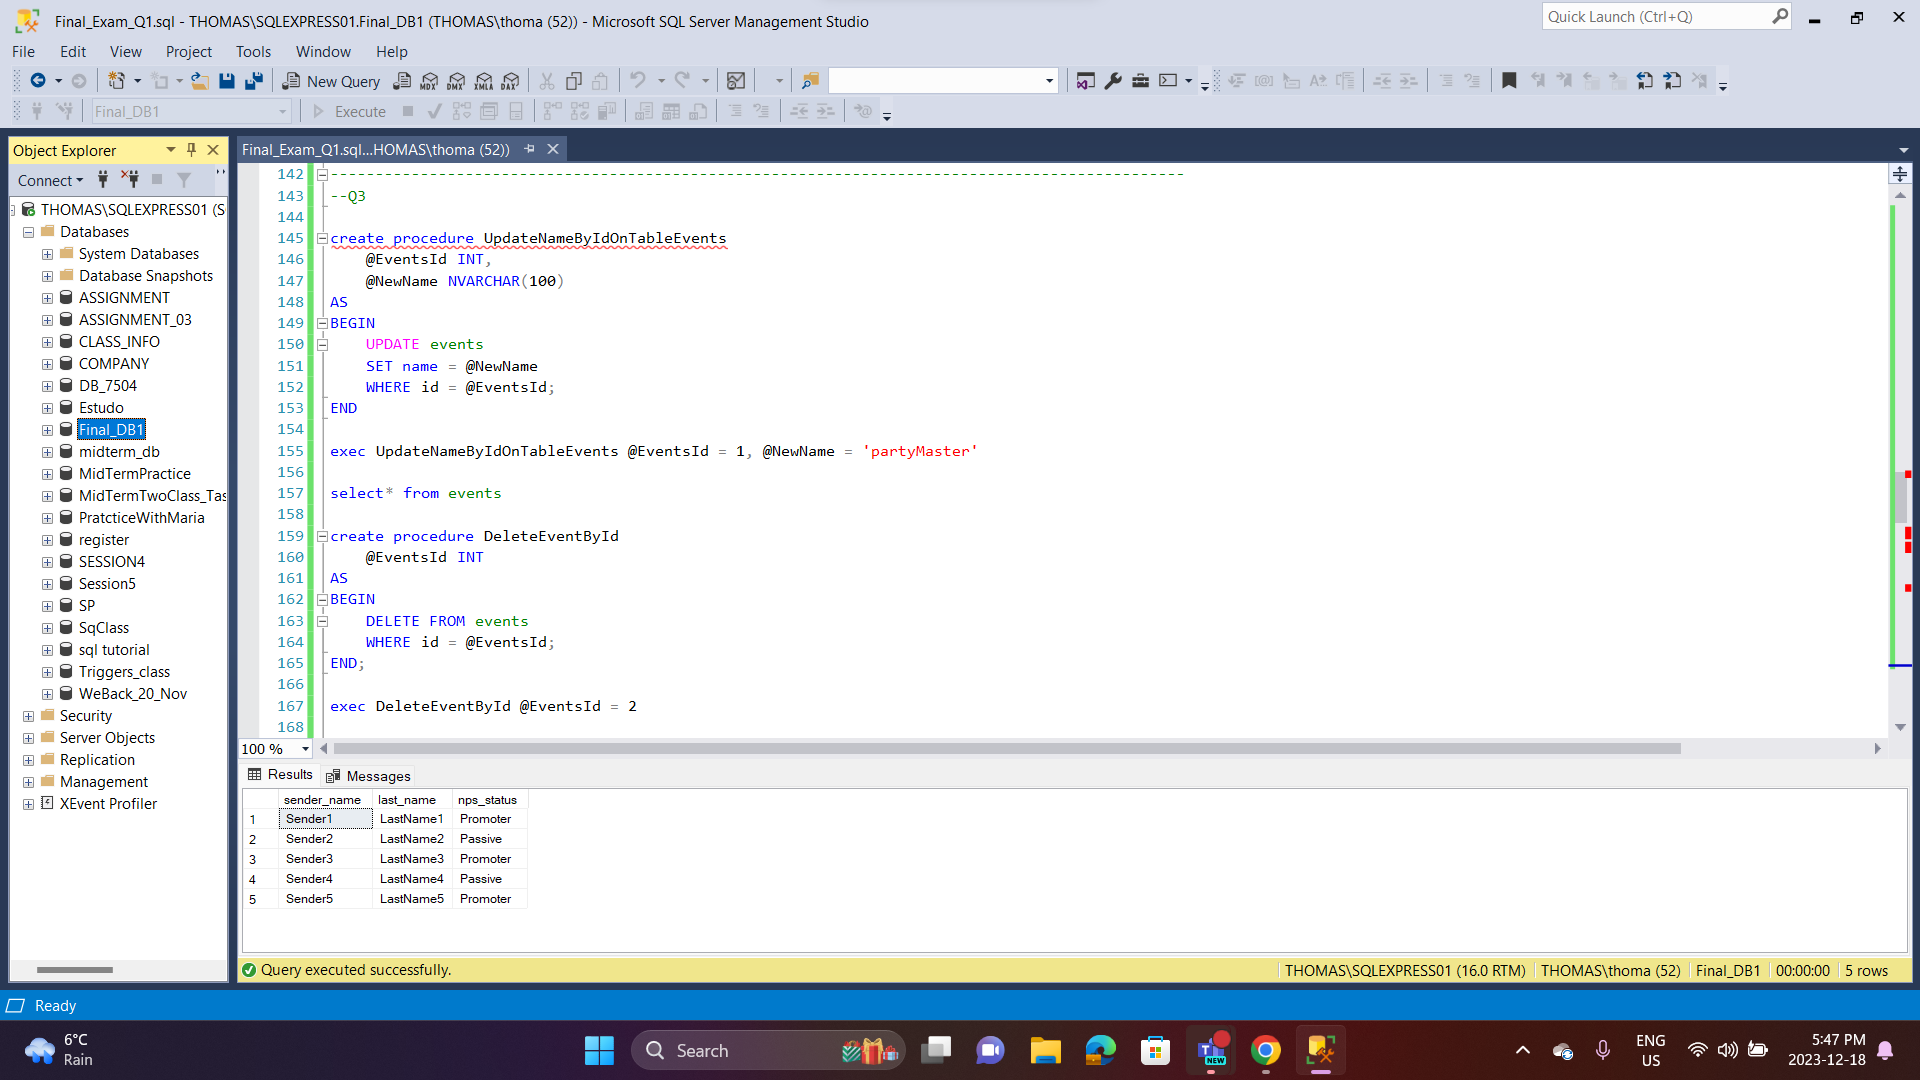 Final_Exam_Q1.sql - THOMAS\SQLEXPRESS01.Final_DB1 (THOMAS\thoma (52)) - Microsoft SQL Server Management Studio
Quick Launch (Ctrl+Q)
File Edit View Project Tools Window Help
New Query MDX DMX XMLA DAX
Final_DB1 Execute
Object Explorer
Final_Exam_Q1.sql...HOMAS\thoma (52))
Connect
THOMAS\SQLEXPRESS01 (S
Databases
System Databases
Database Snapshots
ASSIGNMENT
ASSIGNMENT_03
CLASS_INFO
COMPANY
DB_7504
Estudo
Final_DB1
midterm_db
MidTermPractice
MidTermTwoClass_Tas
PratcticeWithMaria
register
SESSION4
Session5
SP
SqClass
sql tutorial
Triggers_class
WeBack_20_Nov
Security
Server Objects
Replication
Management
XEvent Profiler
142 -----------------------------------------------------------------------------------------------
143 --Q3
144
145 create procedure UpdateNameByIdOnTableEvents
146 @EventsId INT,
147 @NewName NVARCHAR(100)
148 AS
149 BEGIN
150 UPDATE events
151 SET name = @NewName
152 WHERE id = @EventsId;
153 END
154
155 exec UpdateNameByIdOnTableEvents @EventsId = 1, @NewName = 'partyMaster'
156
157 select* from events
158
159 create procedure DeleteEventById
160 @EventsId INT
161 AS
162 BEGIN
163 DELETE FROM events
164 WHERE id = @EventsId;
165 END;
166
167 exec DeleteEventById @EventsId = 2
168
100 %
Results Messages
sender_name last_name nps_status
1 Sender1 LastName1 Promoter
2 Sender2 LastName2 Passive
3 Sender3 LastName3 Promoter
4 Sender4 LastName4 Passive
5 Sender5 LastName5 Promoter
Query executed successfully. THOMAS\SQLEXPRESS01 (16.0 RTM) THOMAS\thoma (52) Final_DB1 00:00:00 5 rows
Ready
6°C
Rain
Search
NEW
ENG
US
5:47 PM
2023-12-18